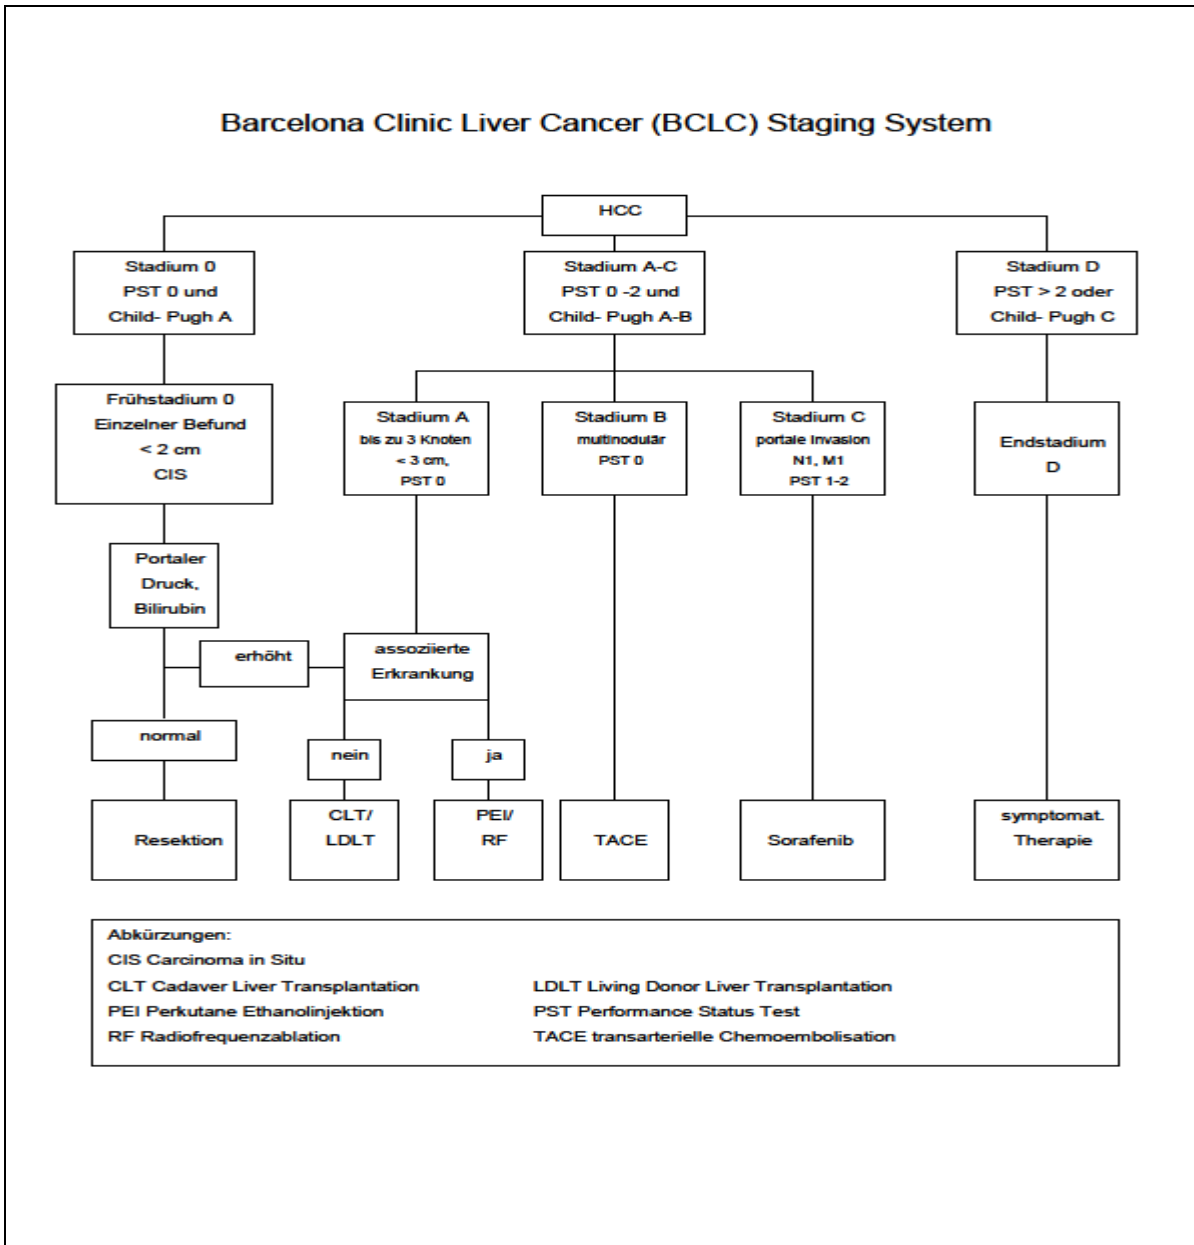 Barcelona Clinic Liver Cancer (BCLC) Staging System
HCC
Stadium 0
PST 0 und
Child- Pugh A
Stadium A-C
PST 0 -2 und
Child- Pugh A-B
Stadium D
PST > 2 oder
Child- Pugh C
Frühstadium 0
Einzelner Befund
< 2 cm
CIS
Stadium A
bis zu 3 Knoten
< 3 cm,
PST 0
Stadium B
multinodulär
PST 0
Stadium C
portale Invasion
N1, M1
PST 1-2
Endstadium
D
Portaler
Druck,
Bilirubin
erhöht
assoziierte
Erkrankung
normal
nein
ja
Resektion
CLT/
LDLT
PEI/
RF
TACE
Sorafenib
symptomat.
Therapie
Abkürzungen:
CIS Carcinoma in Situ
CLT Cadaver Liver Transplantation
LDLT Living Donor Liver Transplantation
PEI Perkutane Ethanolinjektion
PST Performance Status Test
RF Radiofrequenzablation
TACE transarterielle Chemoembolisation